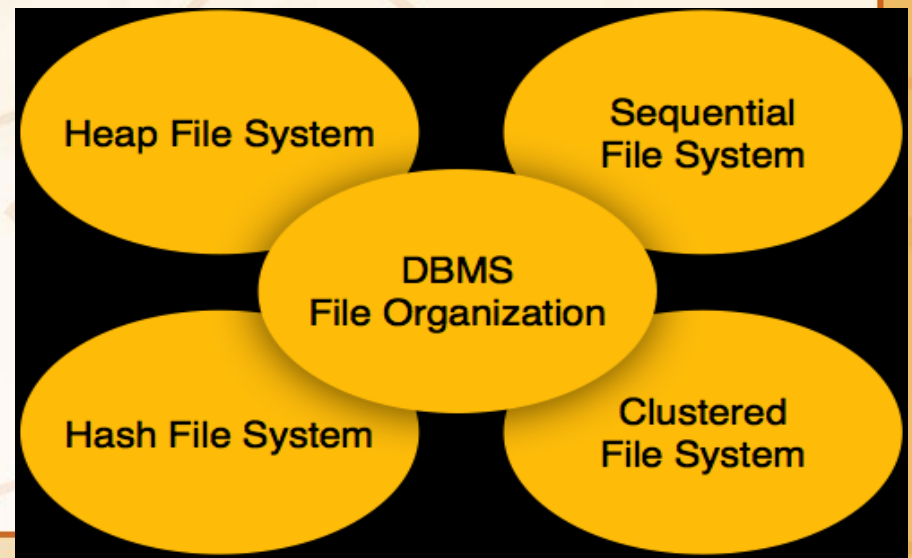 Heap File System
Sequential
File System
DBMS
File Organization
Hash File System
Clustered
File System